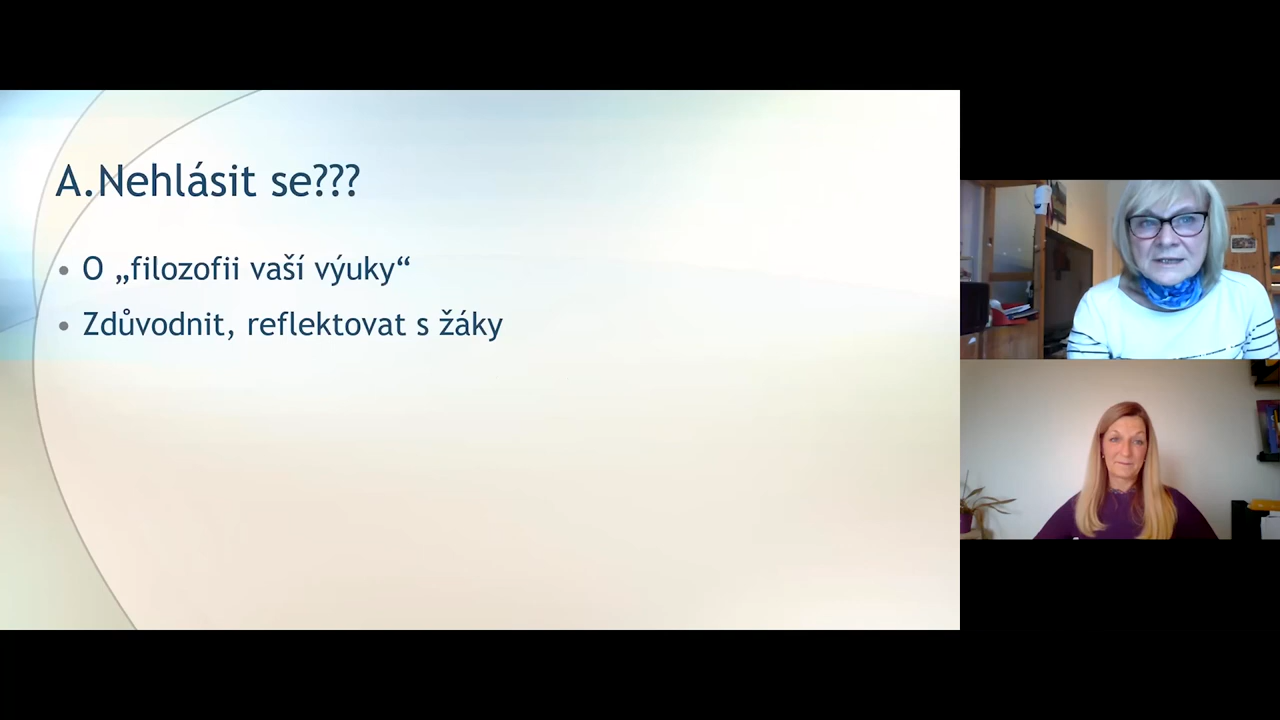 A.Nehlásit se???
• O „filozofii vaší výuky“
• Zdůvodnit, reflektovat s žáky